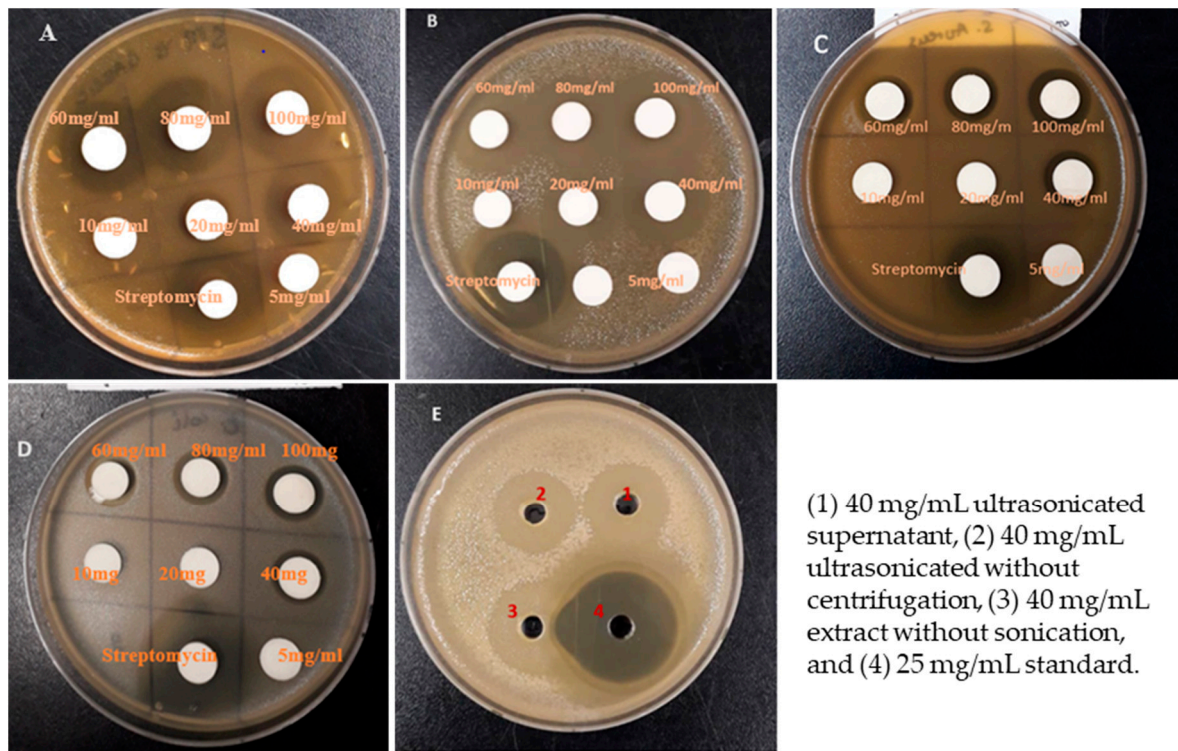 A
60mg/ml 80mg/ml 100mg/ml
10mg/ml 20mg/ml 40mg/ml
Streptomycin 5mg/ml
B
60mg/ml 80mg/ml 100mg/ml
10mg/ml 20mg/ml 40mg/ml
Streptomycin 5mg/ml
C
60mg/ml 80mg/m 100mg/ml
10mg/ml 20mg/ml 40mg/ml
Streptomycin 5mg/ml
D
60mg/ml 80mg/ml 100mg
10mg 20mg 40mg
Streptomycin 5mg/ml
E
2 1
3 4
(1) 40 mg/mL ultrasonicated
supernatant, (2) 40 mg/mL
ultrasonicated without
centrifugation, (3) 40 mg/mL
extract without sonication,
and (4) 25 mg/mL standard.